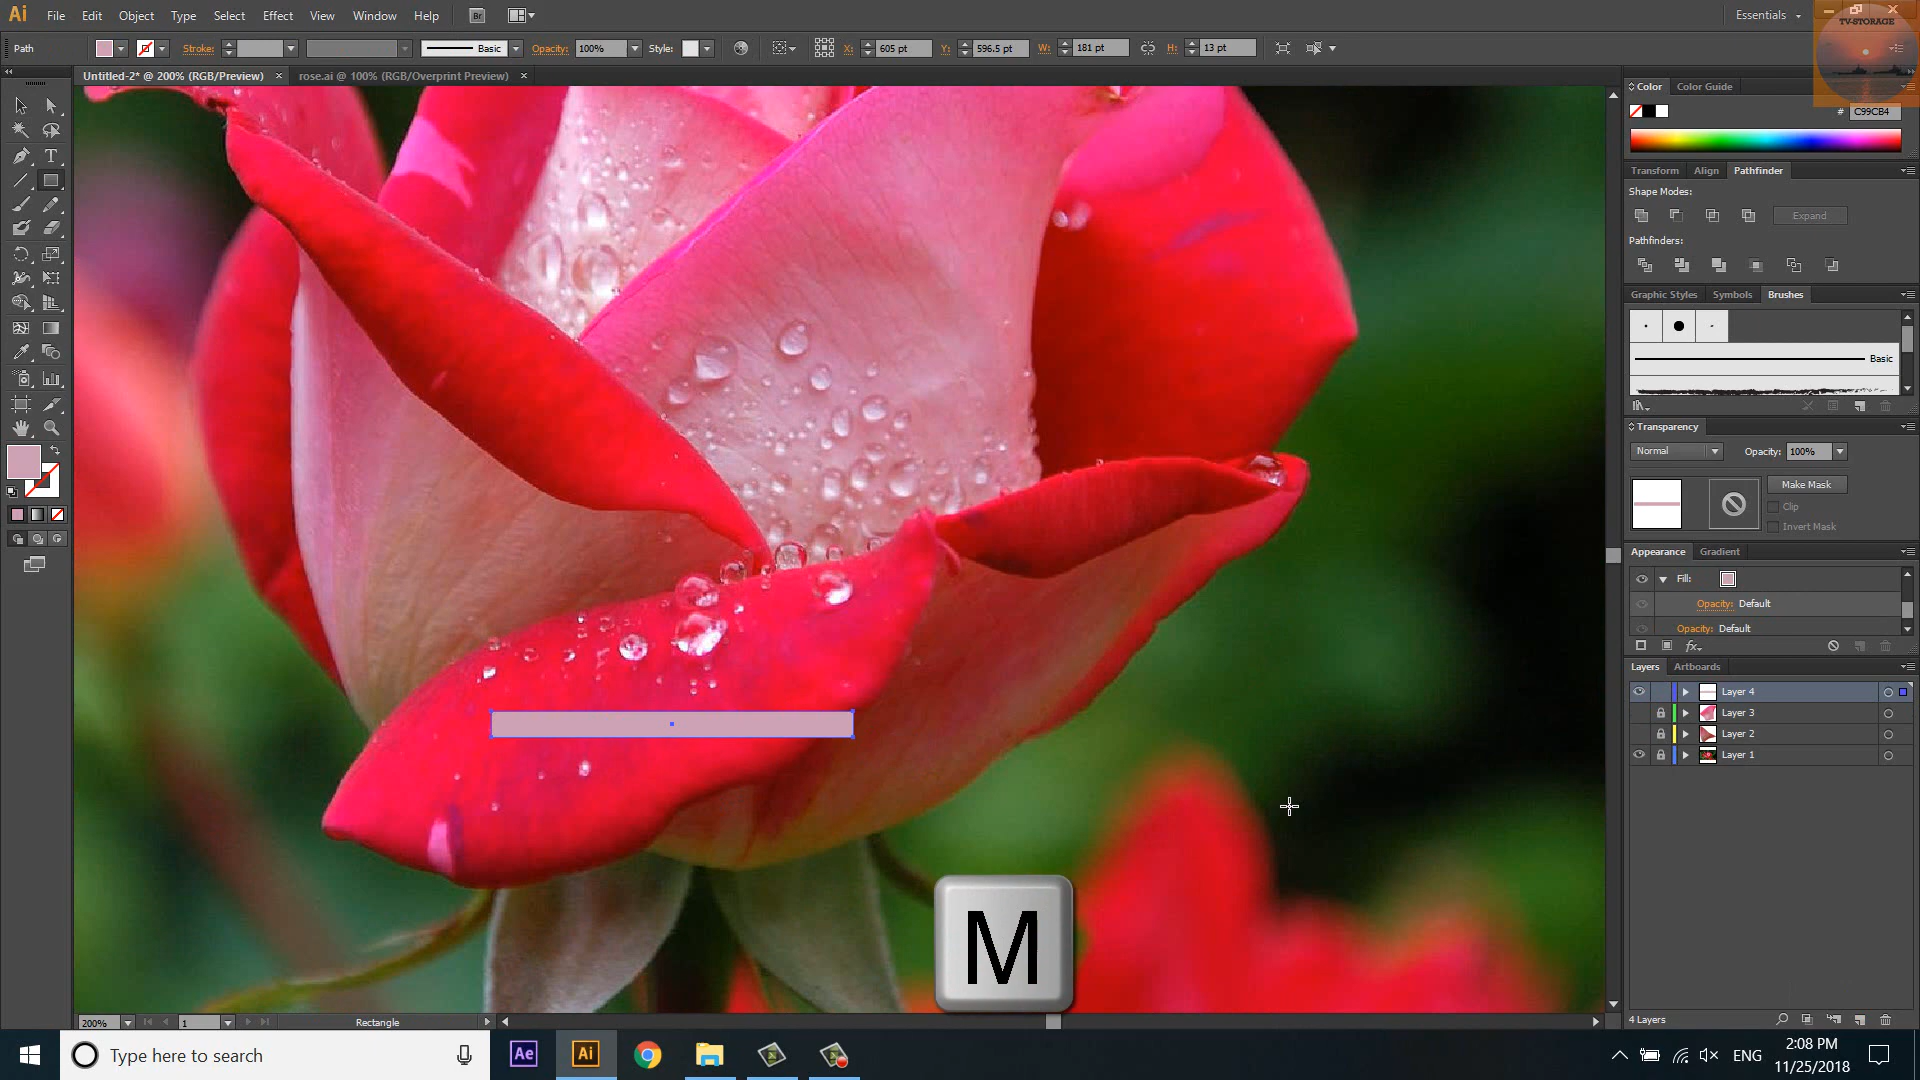 Ai File Edit Object Type Select Effect View Window Help Br Essentials
TV-STORAGE
Path Stroke: Basic Opacity: 100% Style: X: 605 pt Y: 596.5 pt W: 181 pt H: 13 pt
Untitled-2* @ 200% (RGB/Preview) × rose.ai @ 100% (RGB/Overprint Preview) ×
Color Color Guide
# C99CB4
Transform Align Pathfinder
Shape Modes:
Expand
Pathfinders:
Graphic Styles Symbols Brushes
Basic
Transparency
Normal Opacity: 100%
Make Mask
Clip
Invert Mask
Appearance Gradient
Fill:
Opacity: Default
Opacity: Default
fx
Layers Artboards
Layer 4
Layer 3
Layer 2
Layer 1
M
200% 1 Rectangle
4 Layers
Type here to search Ae Ai ENG 2:08 PM
11/25/2018